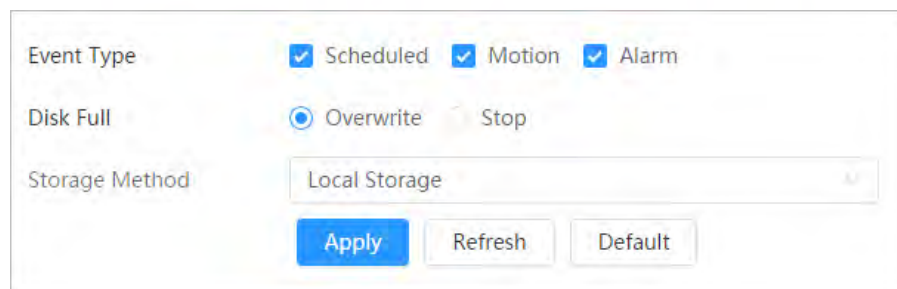 Event Type Scheduled Motion Alarm
Disk Full Overwrite Stop
Storage Method Local Storage
Apply Refresh Default